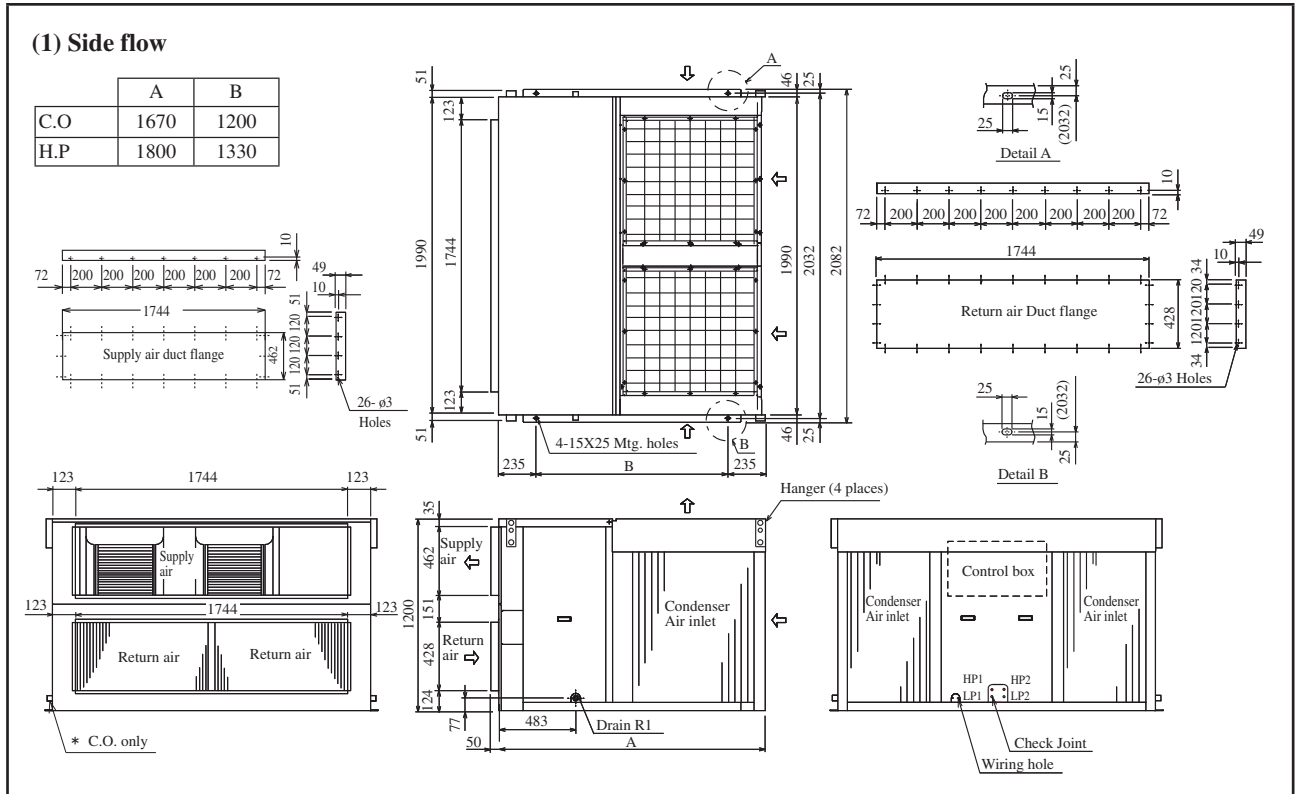 (1) Side flow
A B
C.O 1670 1200
H.P 1800 1330
51
123
1990
1744
123
51
A
46
25
1990
2032
2082
46
25
B
4-15X25 Mtg. holes
235
B
235
25
15
(2032)
25
Detail A
10
72 200 200 200 200 200 200 200 200 72
1744
Return air Duct flange
428
49
10
34
120
120
120
34
26-ø3 Holes
25
15
(2032)
25
Detail B
10
72 200 200 200 200 200 200 72
1744
Supply air duct flange
462
49
10
51
120
120
120
51
26- ø3
Holes
123 1744 123
Supply
air
123 1744 123
Return air Return air
* C.O. only
35
462
151
428
124
1200
77
Supply
air
Return
air
Hanger (4 places)
Condenser
Air inlet
483
Drain R1
50
A
Control box
Condenser
Air inlet
Condenser
Air inlet
HP1 HP2
LP1 LP2
Check Joint
Wiring hole